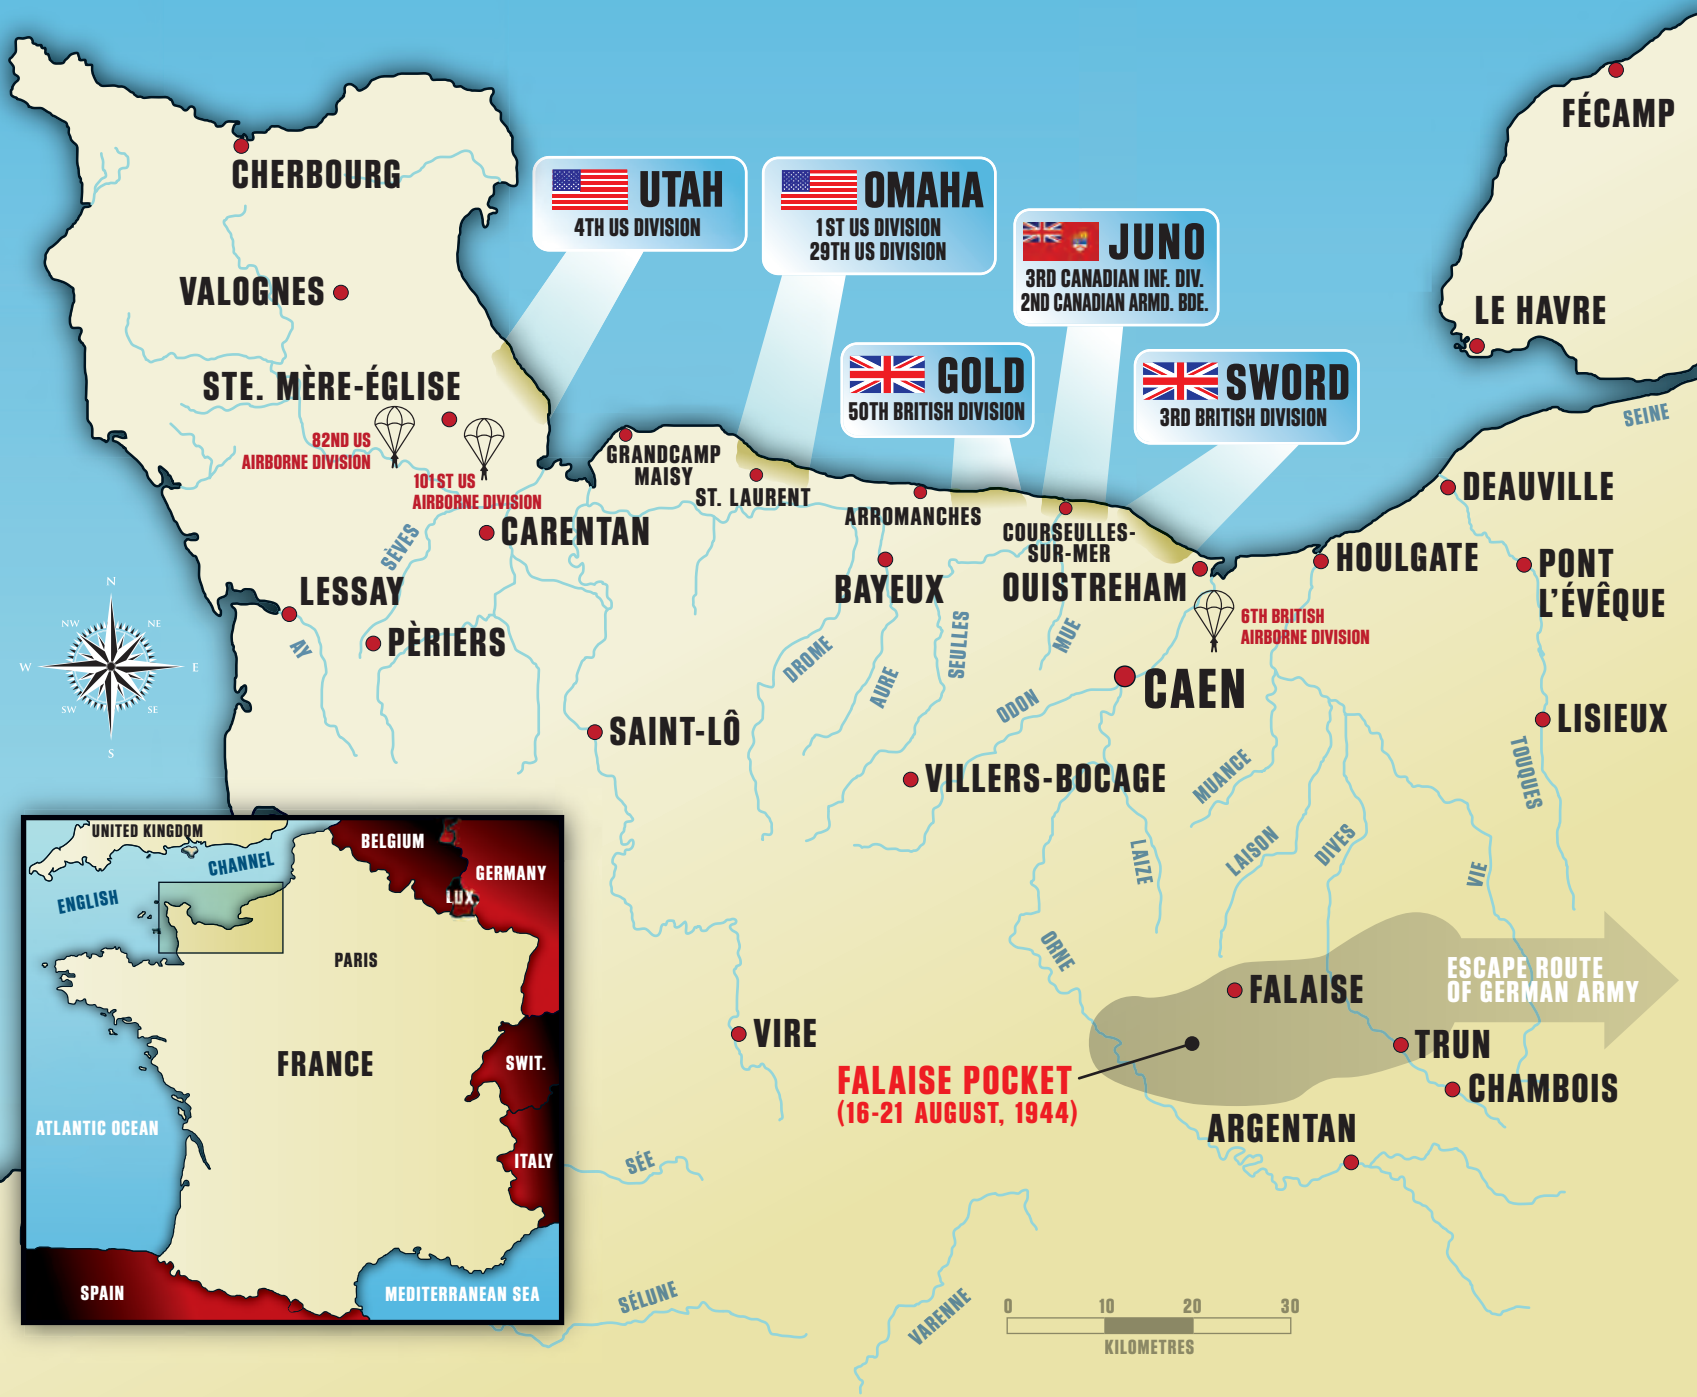 FÉCAMP
CHERBOURG
UTAH
4TH US DIVISION
OMAHA
1ST US DIVISION
29TH US DIVISION
JUNO
3RD CANADIAN INF. DIV.
2ND CANADIAN ARMD. BDE.
VALOGNES
LE HAVRE
GOLD
50TH BRITISH DIVISION
SWORD
3RD BRITISH DIVISION
STE. MÈRE-ÉGLISE
SEINE
82ND US
AIRBORNE DIVISION
101ST US
AIRBORNE DIVISION
GRANDCAMP
MAISY
ST. LAURENT
ARROMANCHES
COURSEULLES-
SUR-MER
DEAUVILLE
CARENTAN
SÈVES
BAYEUX
OUISTREHAM
HOULGATE
PONT
L'ÉVÊQUE
LESSAY
AY
PÈRIERS
6TH BRITISH
AIRBORNE DIVISION
DROME
AURE
SEULLES
MUE
ODON
CAEN
N
NE
E
SE
S
SW
W
NW
SAINT-LÔ
LISIEUX
VILLERS-BOCAGE
MUANCE
TOUQUES
LAIZE
LAISON
DIVES
VIE
ORNE
ESCAPE ROUTE
OF GERMAN ARMY
FALAISE
VIRE
TRUN
FALAISE POCKET
(16-21 AUGUST, 1944)
CHAMBOIS
ARGENTAN
SÉE
SÉLUNE
VARENNE
0 10 20 30
KILOMETRES
UNITED KINGDOM
ENGLISH
CHANNEL
BELGIUM
GERMANY
LUX.
PARIS
FRANCE
SWIT.
ATLANTIC OCEAN
ITALY
SPAIN
MEDITERRANEAN SEA